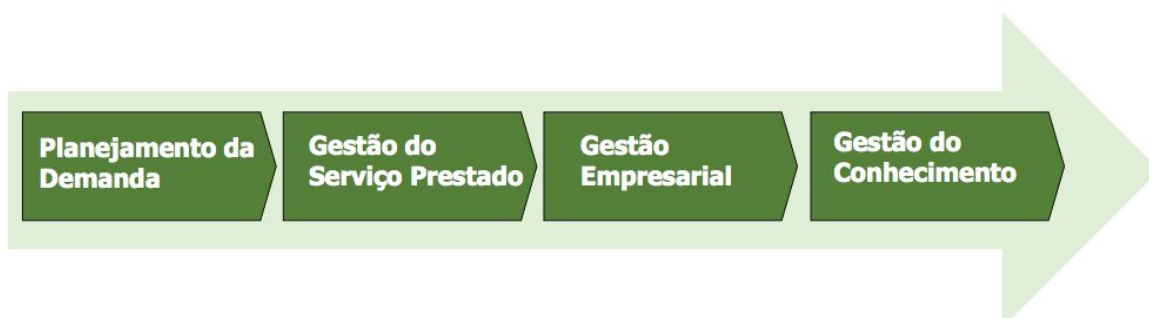 Planejamento da
Demanda
Gestão do
Serviço Prestado
Gestão
Empresarial
Gestão do
Conhecimento